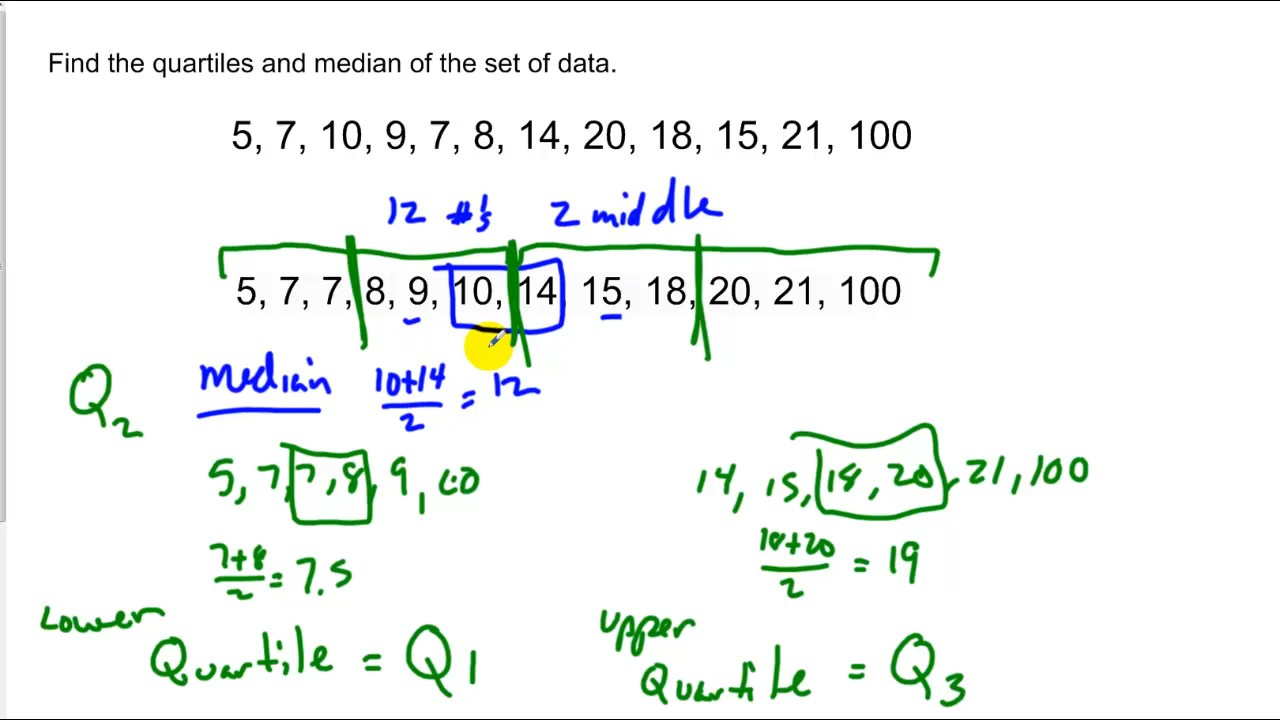 Find the quartiles and median of the set of data.
5, 7, 10, 9, 7, 8, 14, 20, 18, 15, 21, 100
12 #'s 2 middle
5, 7, 7, 8, 9, 10, 14, 15, 18, 20, 21, 100
Q2 median 10+14/2 = 12
5, 7, 7, 8, 9, 10 14, 15, 18, 20, 21, 100
7+8/2 = 7.5 18+20/2 = 19
Lower Upper
Quartile = Q1 Quartile = Q3